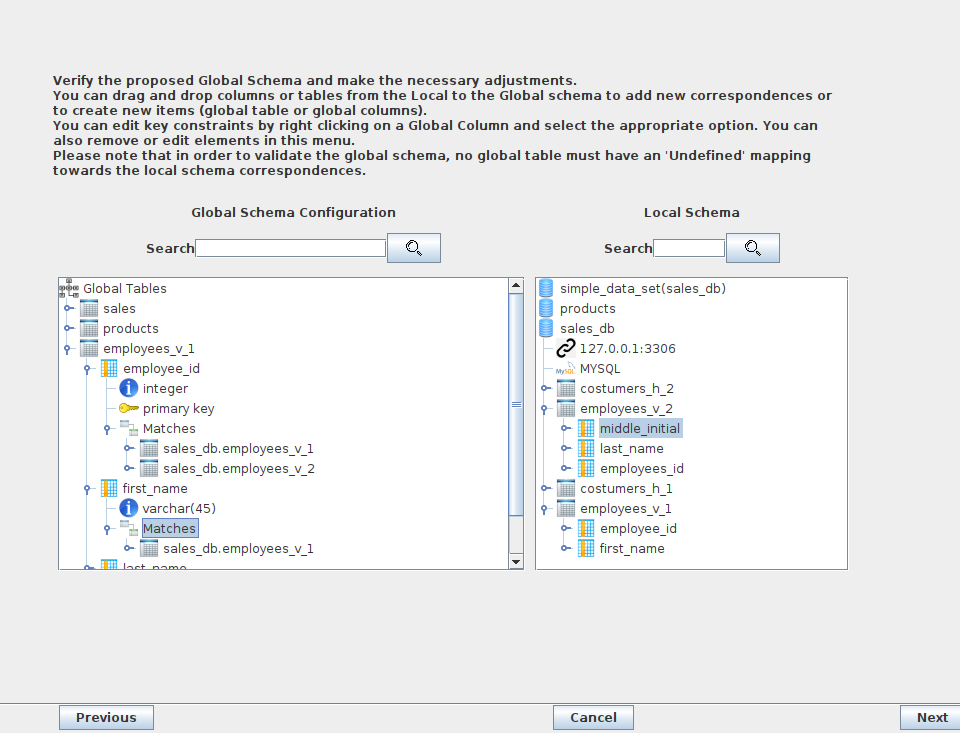 Verify the proposed Global Schema and make the necessary adjustments.
You can drag and drop columns or tables from the Local to the Global schema to add new correspondences or
to create new items (global table or global columns).
You can edit key constraints by right clicking on a Global Column and select the appropriate option. You can
also remove or edit elements in this menu.
Please note that in order to validate the global schema, no global table must have an 'Undefined' mapping
towards the local schema correspondences.
Global Schema Configuration
Search
Global Tables
sales
products
employees_v_1
employee_id
integer
primary key
Matches
sales_db.employees_v_1
sales_db.employees_v_2
first_name
varchar(45)
Matches
sales_db.employees_v_1
last_name
Local Schema
Search
simple_data_set(sales_db)
products
sales_db
127.0.0.1:3306
MySQL MYSQL
costumers_h_2
employees_v_2
middle_initial
last_name
employees_id
costumers_h_1
employees_v_1
employee_id
first_name
Previous
Cancel
Next